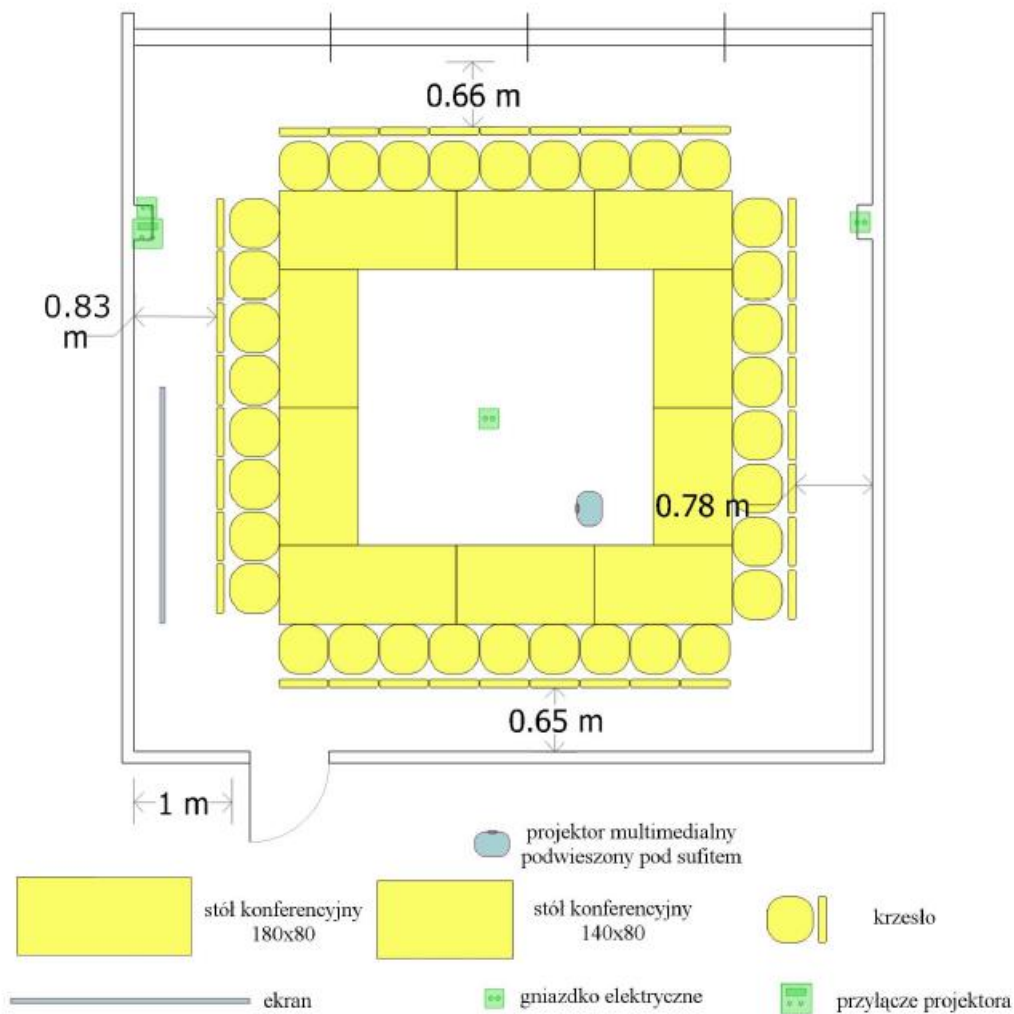 0.66 m
0.83
m
0.78 m
0.65 m
1 m
projektor multimedialny
podwieszony pod sufitem
stół konferencyjny
180x80
stół konferencyjny
140x80
krzesło
ekran
gniazdko elektryczne
przyłącze projektora